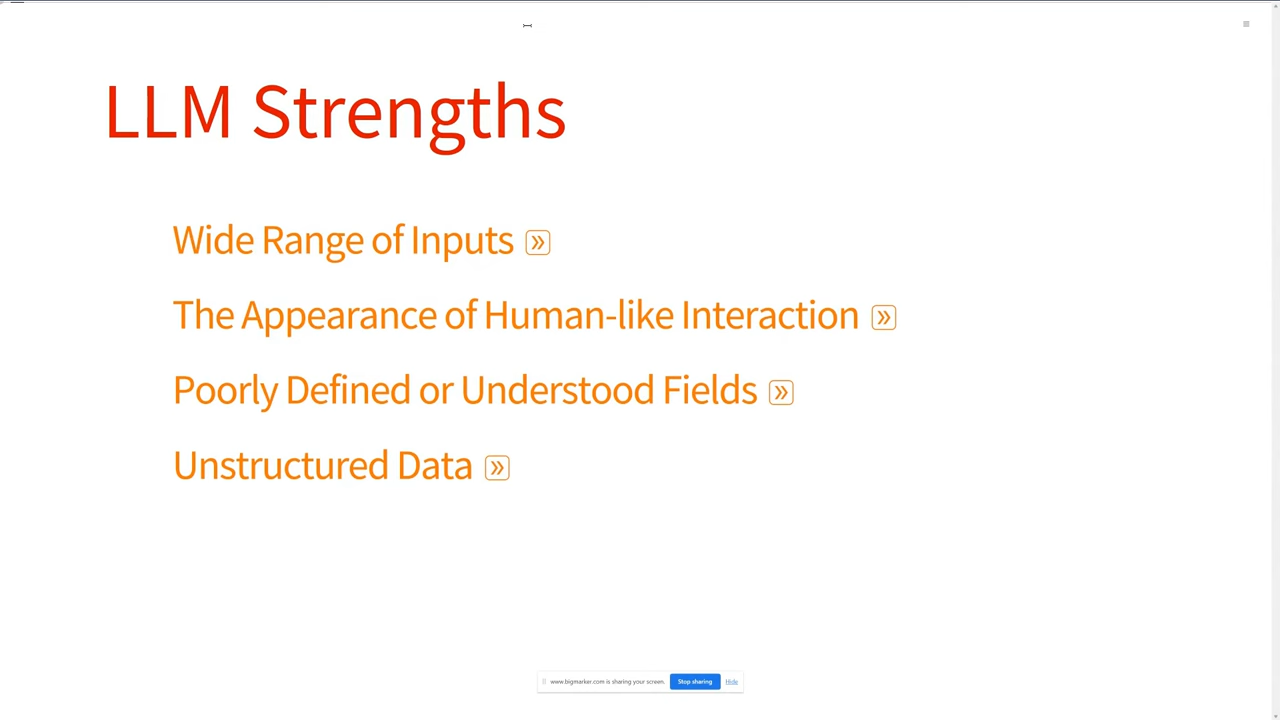 LLM Strengths
Wide Range of Inputs »
The Appearance of Human-like Interaction »
Poorly Defined or Understood Fields »
Unstructured Data »
www.bigmarker.com is sharing your screen. Stop sharing Hide